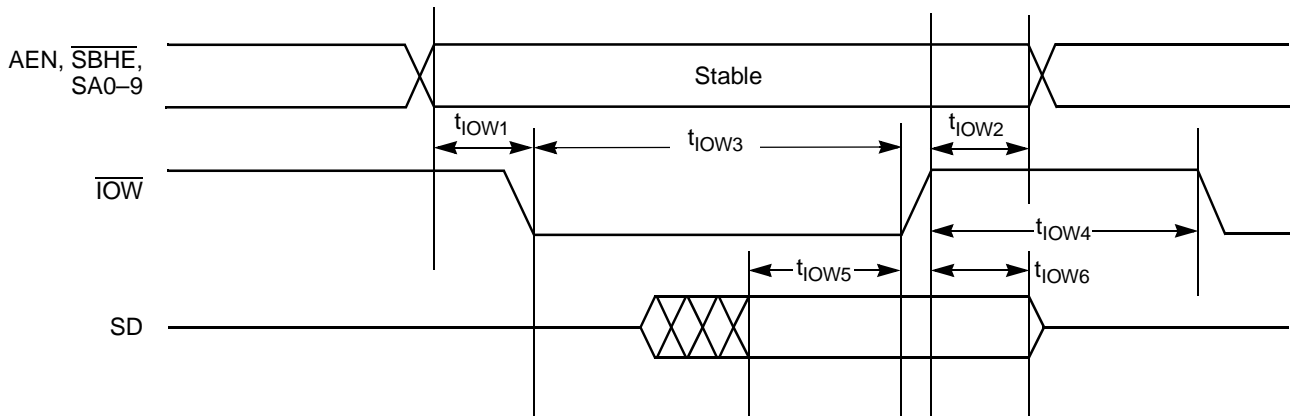 AEN, SBHE,
SA0–9
Stable
tIOW1
tIOW3
tIOW2
IOW
tIOW4
tIOW5
tIOW6
SD